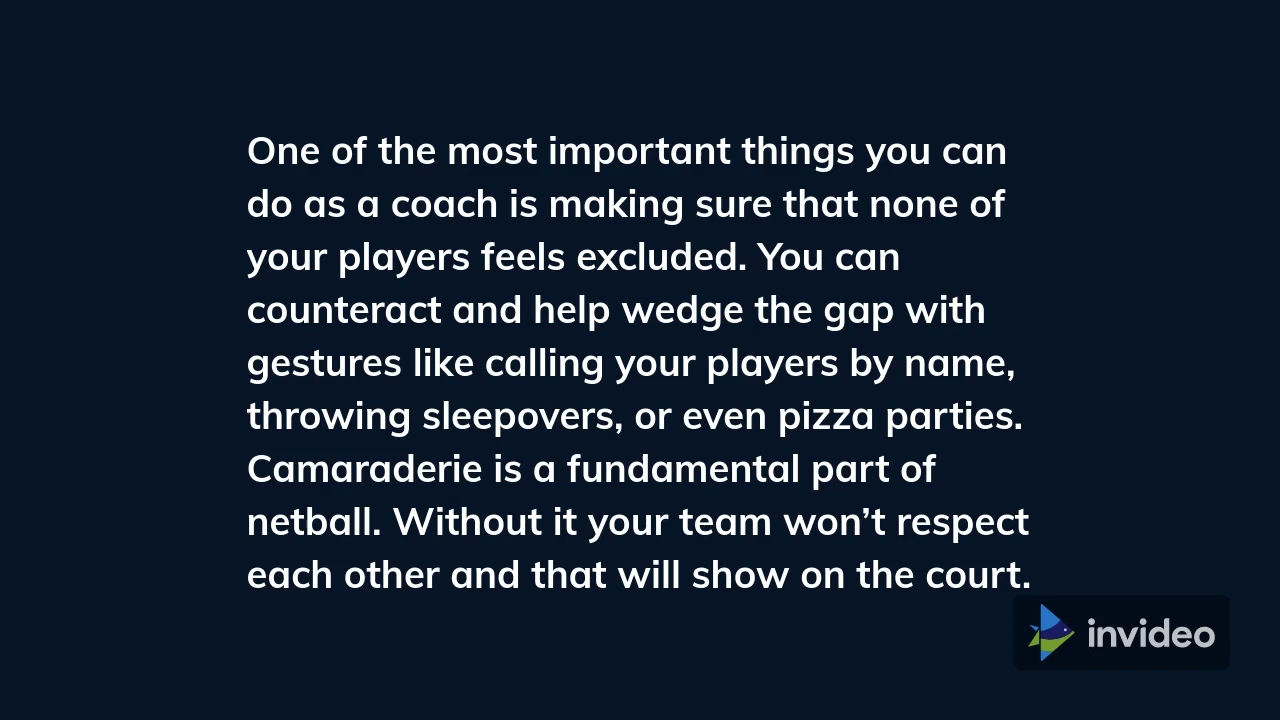 One of the most important things you can
do as a coach is making sure that none of
your players feels excluded. You can
counteract and help wedge the gap with
gestures like calling your players by name,
throwing sleepovers, or even pizza parties.
Camaraderie is a fundamental part of
netball. Without it your team won’t respect
each other and that will show on the court.
invideo